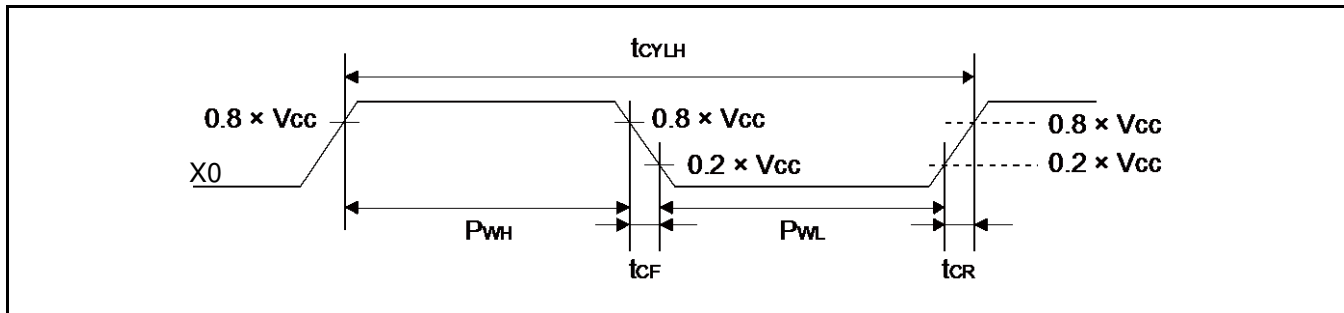 tCYLH
0.8 × Vcc
0.8 × Vcc
0.8 × Vcc
0.2 × Vcc
0.2 × Vcc
X0
PWH
PWL
tCF
tCR